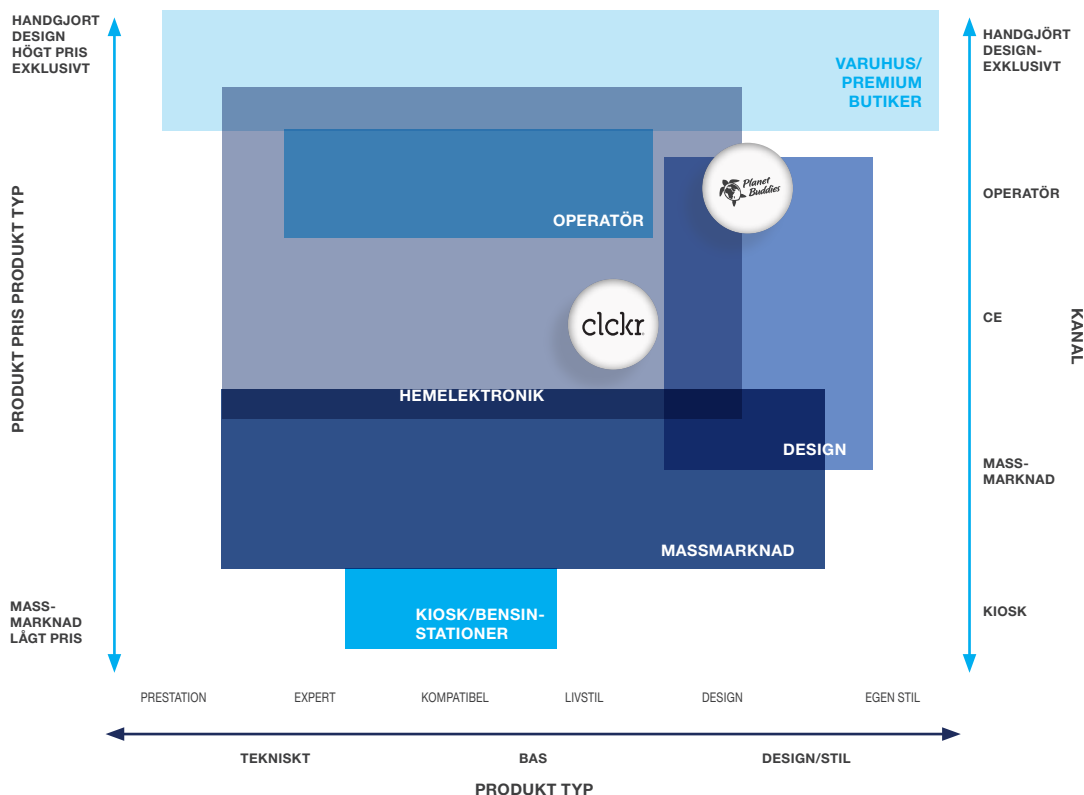 HANDGJORT
DESIGN
HÖGT PRIS
EXKLUSIVT
HANDGJÖRT
DESIGN-
EXKLUSIVT
VARUHUS/
PREMIUM
BUTIKER
Planet
Buddies
OPERATÖR
OPERATÖR
PRODUKT PRIS PRODUKT TYP
clckr
CE
KANAL
HEMELEKTRONIK
DESIGN
MASS-
MARKNAD
MASSMARKNAD
MASS-
MARKNAD
LÅGT PRIS
KIOSK/BENSIN-
STATIONER
KIOSK
PRESTATION
EXPERT
KOMPATIBEL
LIVSTIL
DESIGN
EGEN STIL
TEKNISKT
BAS
DESIGN/STIL
PRODUKT TYP